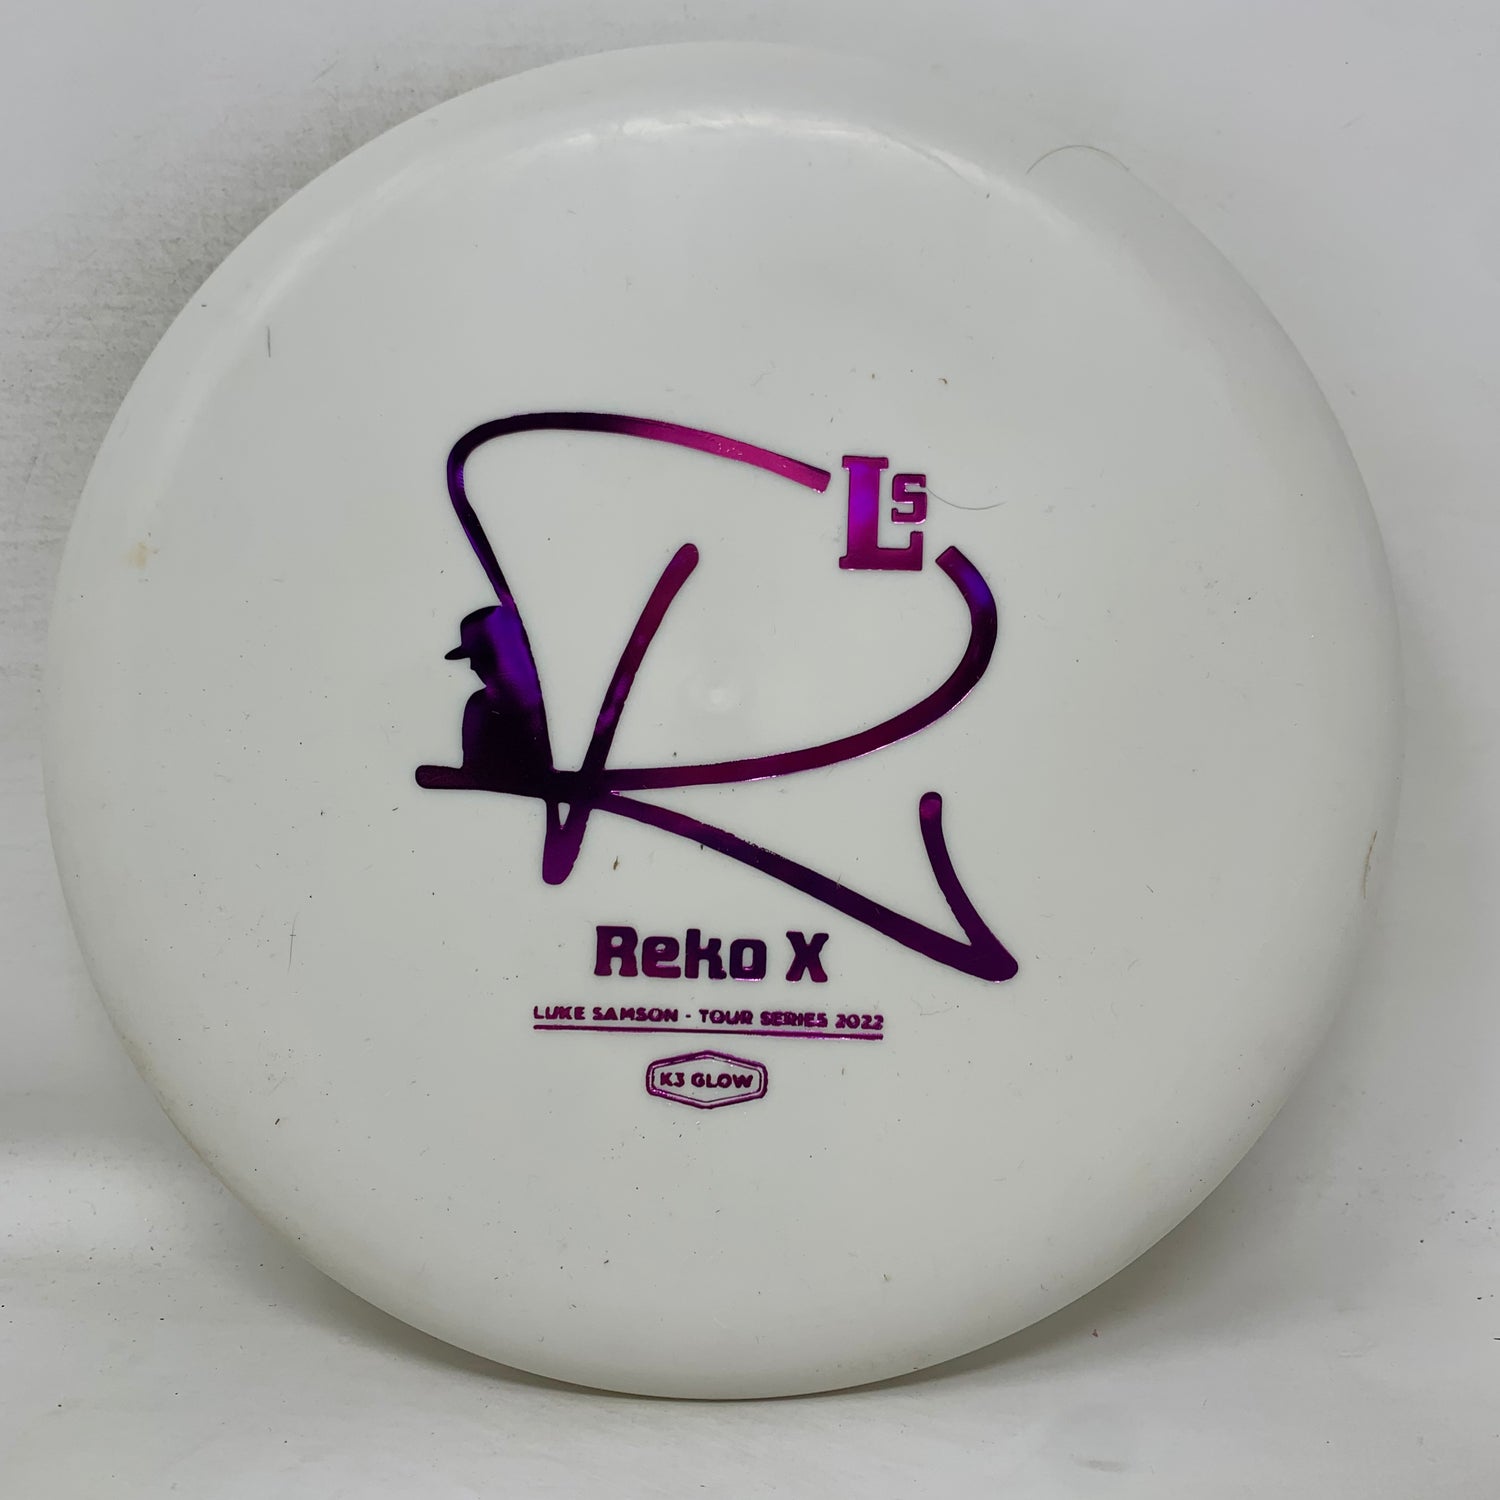 Ls
R
Reko X
LUKE SAMSON - TOUR SERIES 2022
K3 GLOW